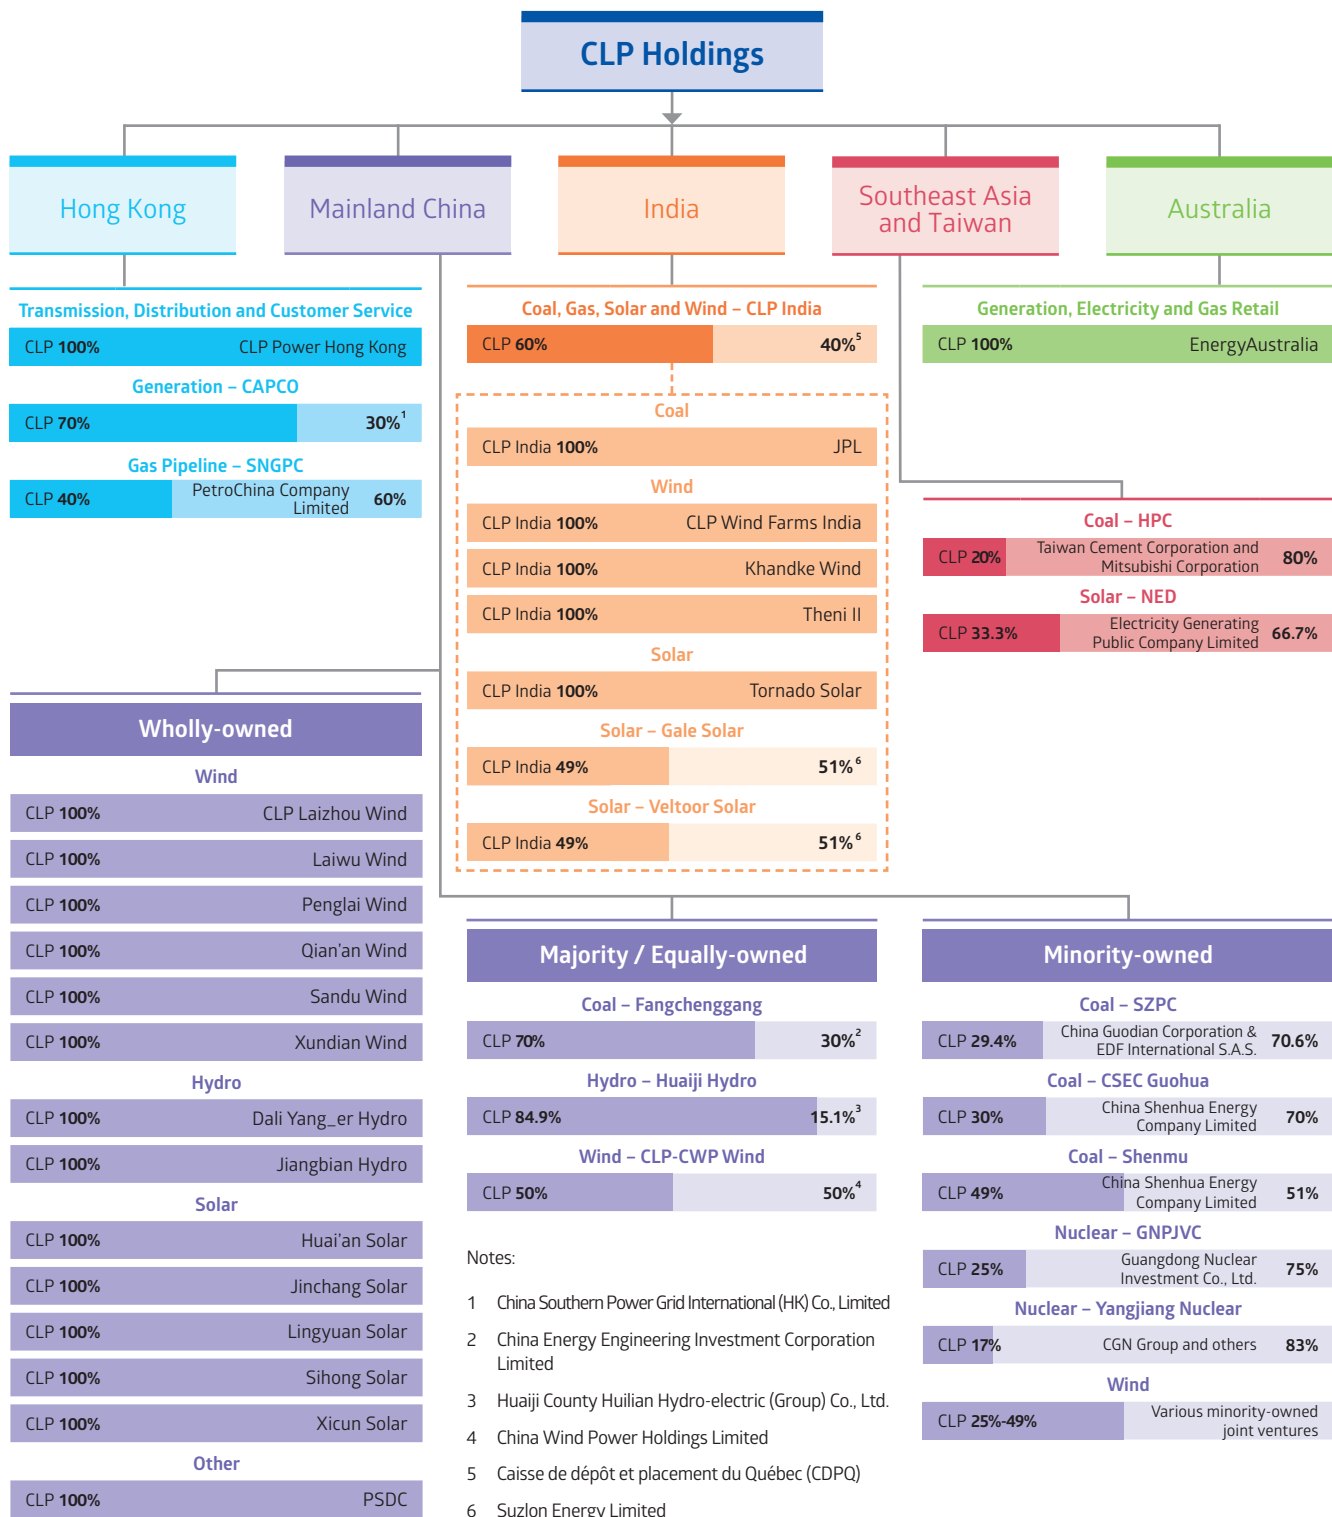 CLP Holdings
Hong Kong
Mainland China
India
Southeast Asia
and Taiwan
Australia
Transmission, Distribution and Customer Service
CLP 100% CLP Power Hong Kong
Generation – CAPCO
CLP 70% 30%1
Gas Pipeline – SNGPC
CLP 40% PetroChina Company
Limited 60%
Coal, Gas, Solar and Wind – CLP India
CLP 60% 40%5
Coal
CLP India 100% JPL
Wind
CLP India 100% CLP Wind Farms India
CLP India 100% Khandke Wind
CLP India 100% Theni II
Solar
CLP India 100% Tornado Solar
Solar – Gale Solar
CLP India 49% 51%6
Solar – Veltoor Solar
CLP India 49% 51%6
Generation, Electricity and Gas Retail
CLP 100% EnergyAustralia
Coal – HPC
CLP 20% Taiwan Cement Corporation and
Mitsubishi Corporation 80%
Solar – NED
CLP 33.3% Electricity Generating
Public Company Limited 66.7%
Wholly-owned
Wind
CLP 100% CLP Laizhou Wind
CLP 100% Laiwu Wind
CLP 100% Penglai Wind
CLP 100% Qian'an Wind
CLP 100% Sandu Wind
CLP 100% Xundian Wind
Hydro
CLP 100% Dali Yang_er Hydro
CLP 100% Jiangbian Hydro
Solar
CLP 100% Huai'an Solar
CLP 100% Jinchang Solar
CLP 100% Lingyuan Solar
CLP 100% Sihong Solar
CLP 100% Xicun Solar
Other
CLP 100% PSDC
Majority / Equally-owned
Coal – Fangchenggang
CLP 70% 30%2
Hydro – Huaiji Hydro
CLP 84.9% 15.1%3
Wind – CLP-CWP Wind
CLP 50% 50%4
Minority-owned
Coal – SZPC
CLP 29.4% China Guodian Corporation &
EDF International S.A.S. 70.6%
Coal – CSEC Guohua
CLP 30% China Shenhua Energy
Company Limited 70%
Coal – Shenmu
CLP 49% China Shenhua Energy
Company Limited 51%
Nuclear – GNPJVC
CLP 25% Guangdong Nuclear
Investment Co., Ltd. 75%
Nuclear – Yangjiang Nuclear
CLP 17% CGN Group and others 83%
Wind
CLP 25%-49% Various minority-owned
joint ventures
Notes:
1 China Southern Power Grid International (HK) Co., Limited
2 China Energy Engineering Investment Corporation
Limited
3 Huaiji County Huilian Hydro-electric (Group) Co., Ltd.
4 China Wind Power Holdings Limited
5 Caisse de dépôt et placement du Québec (CDPQ)
6 Suzlon Energy Limited